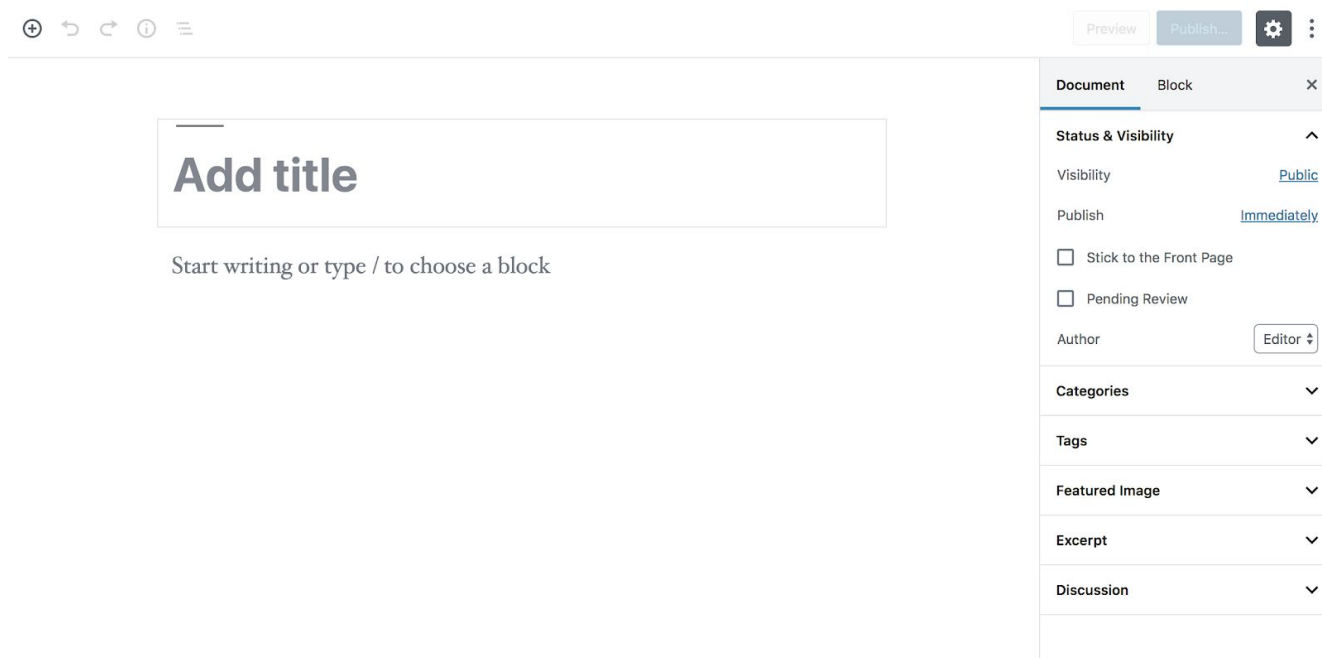 Preview Publish...
Document Block
Status & Visibility
Visibility Public
Publish Immediately
Stick to the Front Page
Pending Review
Author Editor
Categories
Tags
Featured Image
Excerpt
Discussion
Add title
Start writing or type / to choose a block